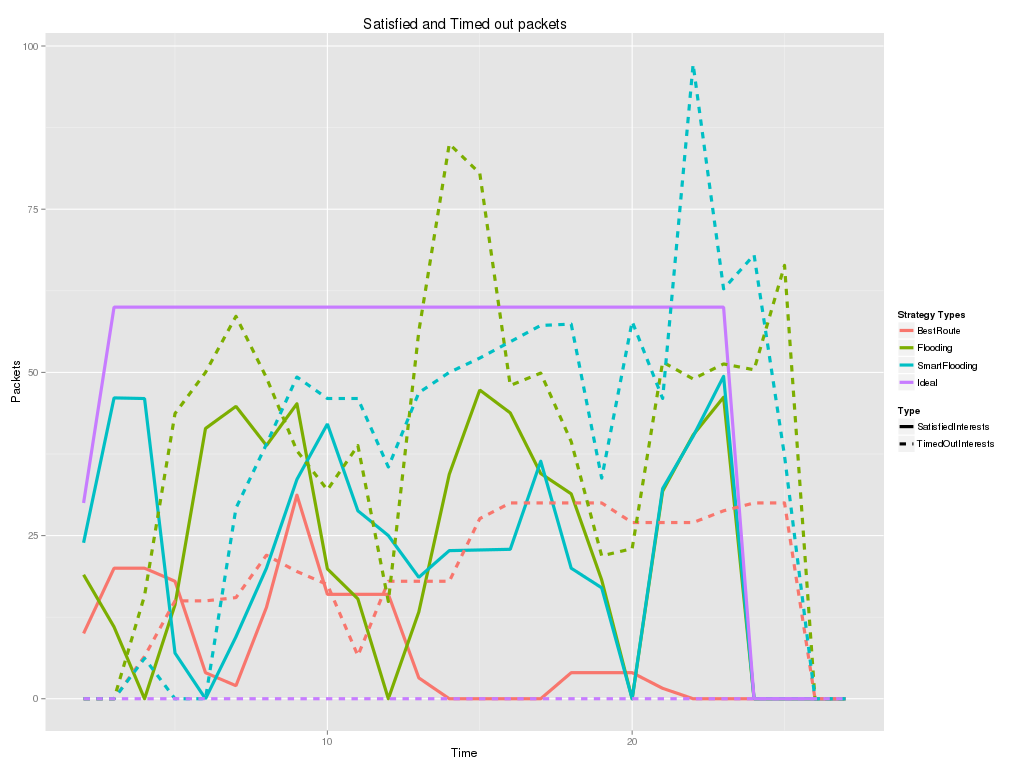 Satisfied and Timed out packets
100
75
50
25
0
Packets
10
20
Time
Strategy Types
BestRoute
Flooding
SmartFlooding
Ideal
Type
SatisfiedInterests
TimedOutInterests